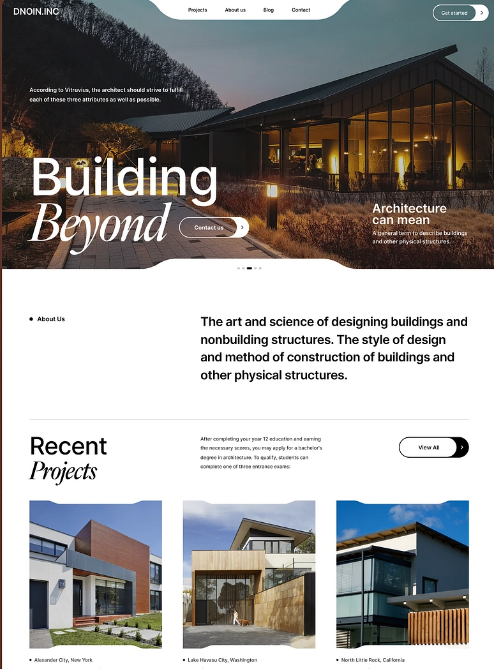 DNOIN.INC
Projects
About us
Blog
Contact
Get started
According to Vitruvius, the architect should strive to fulfill
each of these three attributes as well as possible.
Building
Beyond
Contact us
Architecture
can mean
A general term to describe buildings
and other physical structures.
About Us
The art and science of designing buildings and
nonbuilding structures. The style of design
and method of construction of buildings and
other physical structures.
Recent
Projects
After completing your year 12 education and earning
the necessary scores, you may apply for a bachelor's
degree in architecture. To qualify, students can
complete one of three entrance exams:
View All
Alexander City, New York
Lake Havasu City, Washington
North Little Rock, California